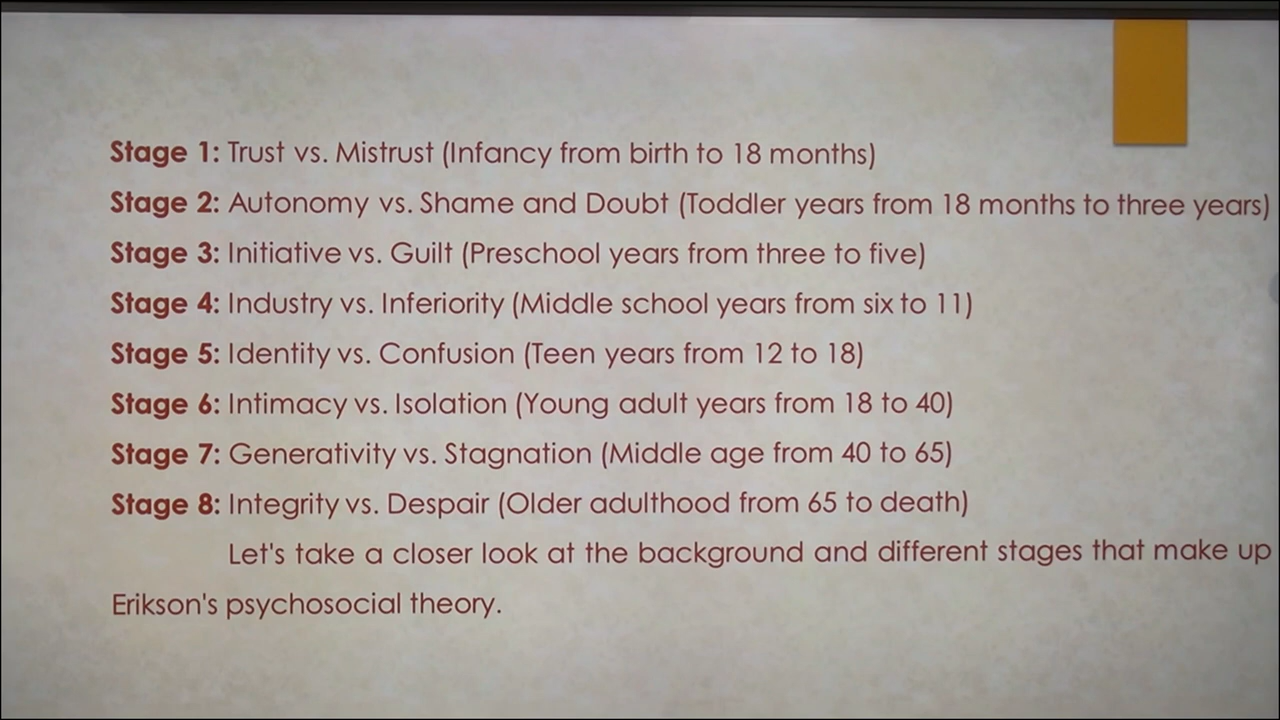 Stage 1: Trust vs. Mistrust (Infancy from birth to 18 months)
Stage 2: Autonomy vs. Shame and Doubt (Toddler years from 18 months to three years)
Stage 3: Initiative vs. Guilt (Preschool years from three to five)
Stage 4: Industry vs. Inferiority (Middle school years from six to 11)
Stage 5: Identity vs. Confusion (Teen years from 12 to 18)
Stage 6: Intimacy vs. Isolation (Young adult years from 18 to 40)
Stage 7: Generativity vs. Stagnation (Middle age from 40 to 65)
Stage 8: Integrity vs. Despair (Older adulthood from 65 to death)
Let's take a closer look at the background and different stages that make up
Erikson's psychosocial theory.